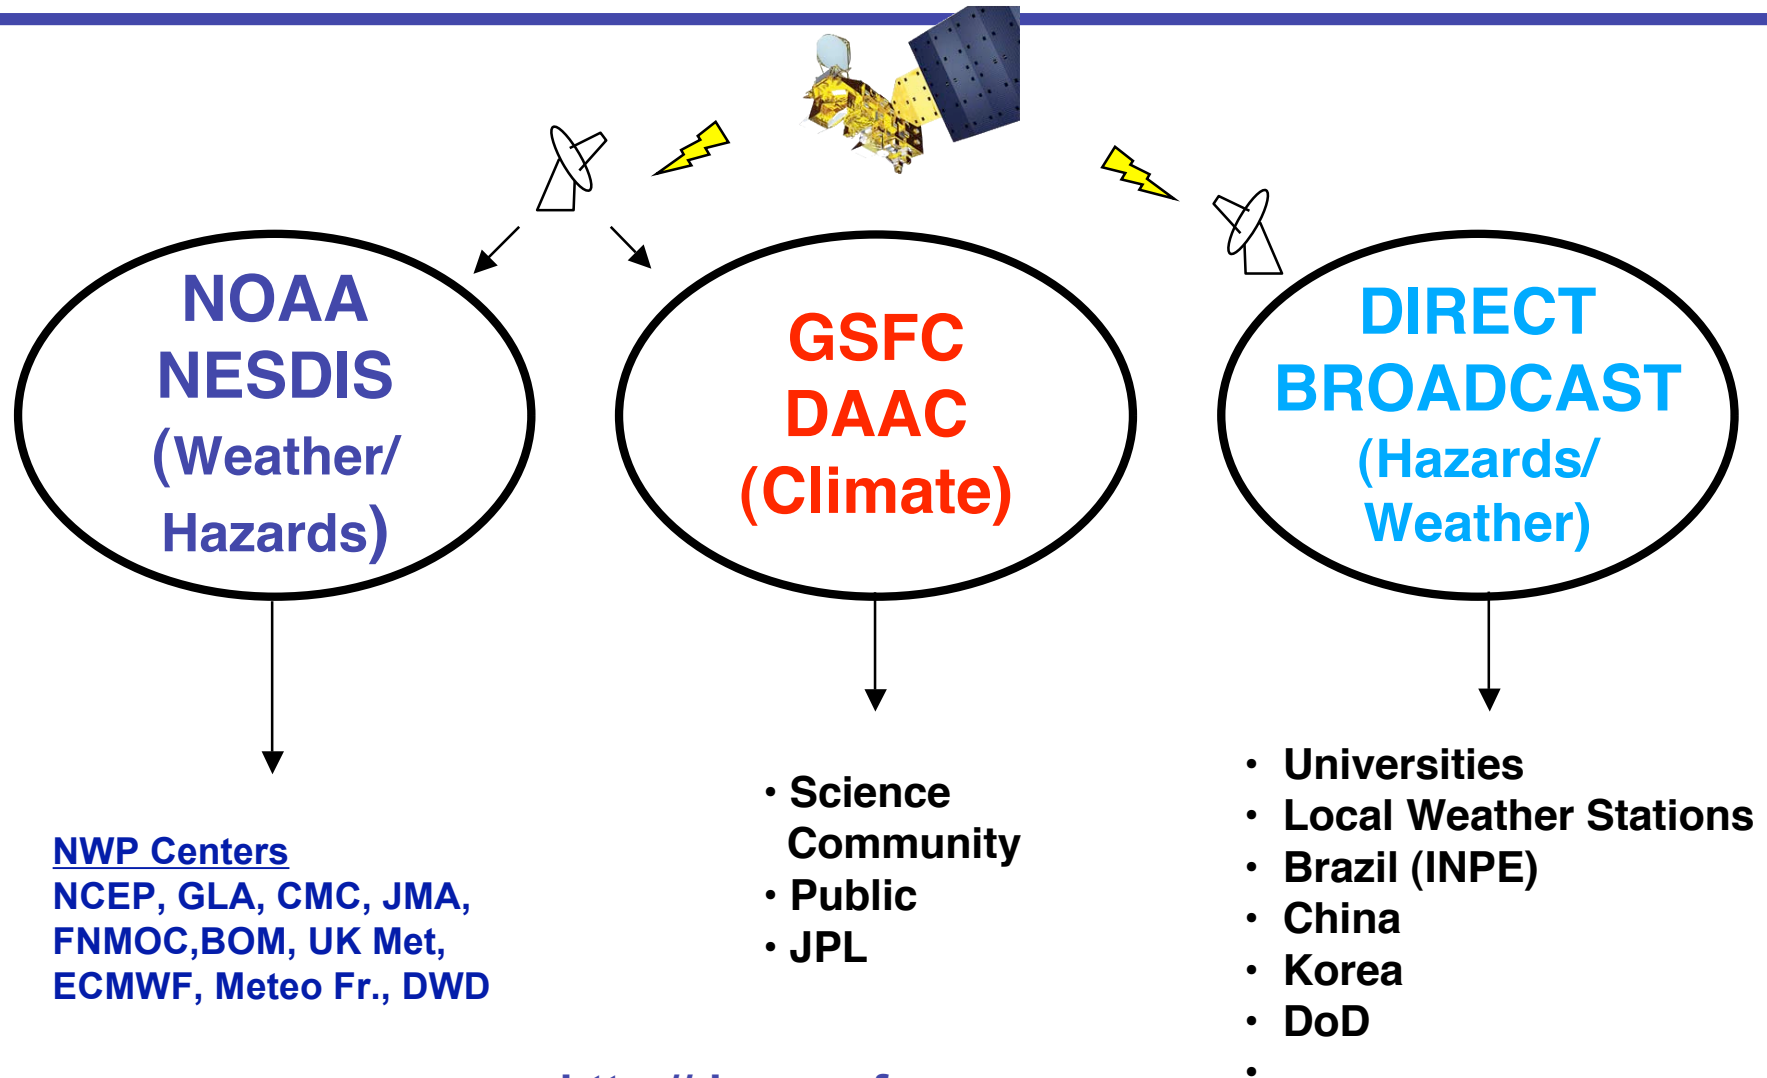 NOAA
NESDIS
(Weather/
Hazards)
GSFC
DAAC
(Climate)
DIRECT
BROADCAST
(Hazards/
Weather)
NWP Centers
NCEP, GLA, CMC, JMA,
FNMOC,BOM, UK Met,
ECMWF, Meteo Fr., DWD
• Science
Community
• Public
• JPL
• Universities
• Local Weather Stations
• Brazil (INPE)
• China
• Korea
• DoD
•